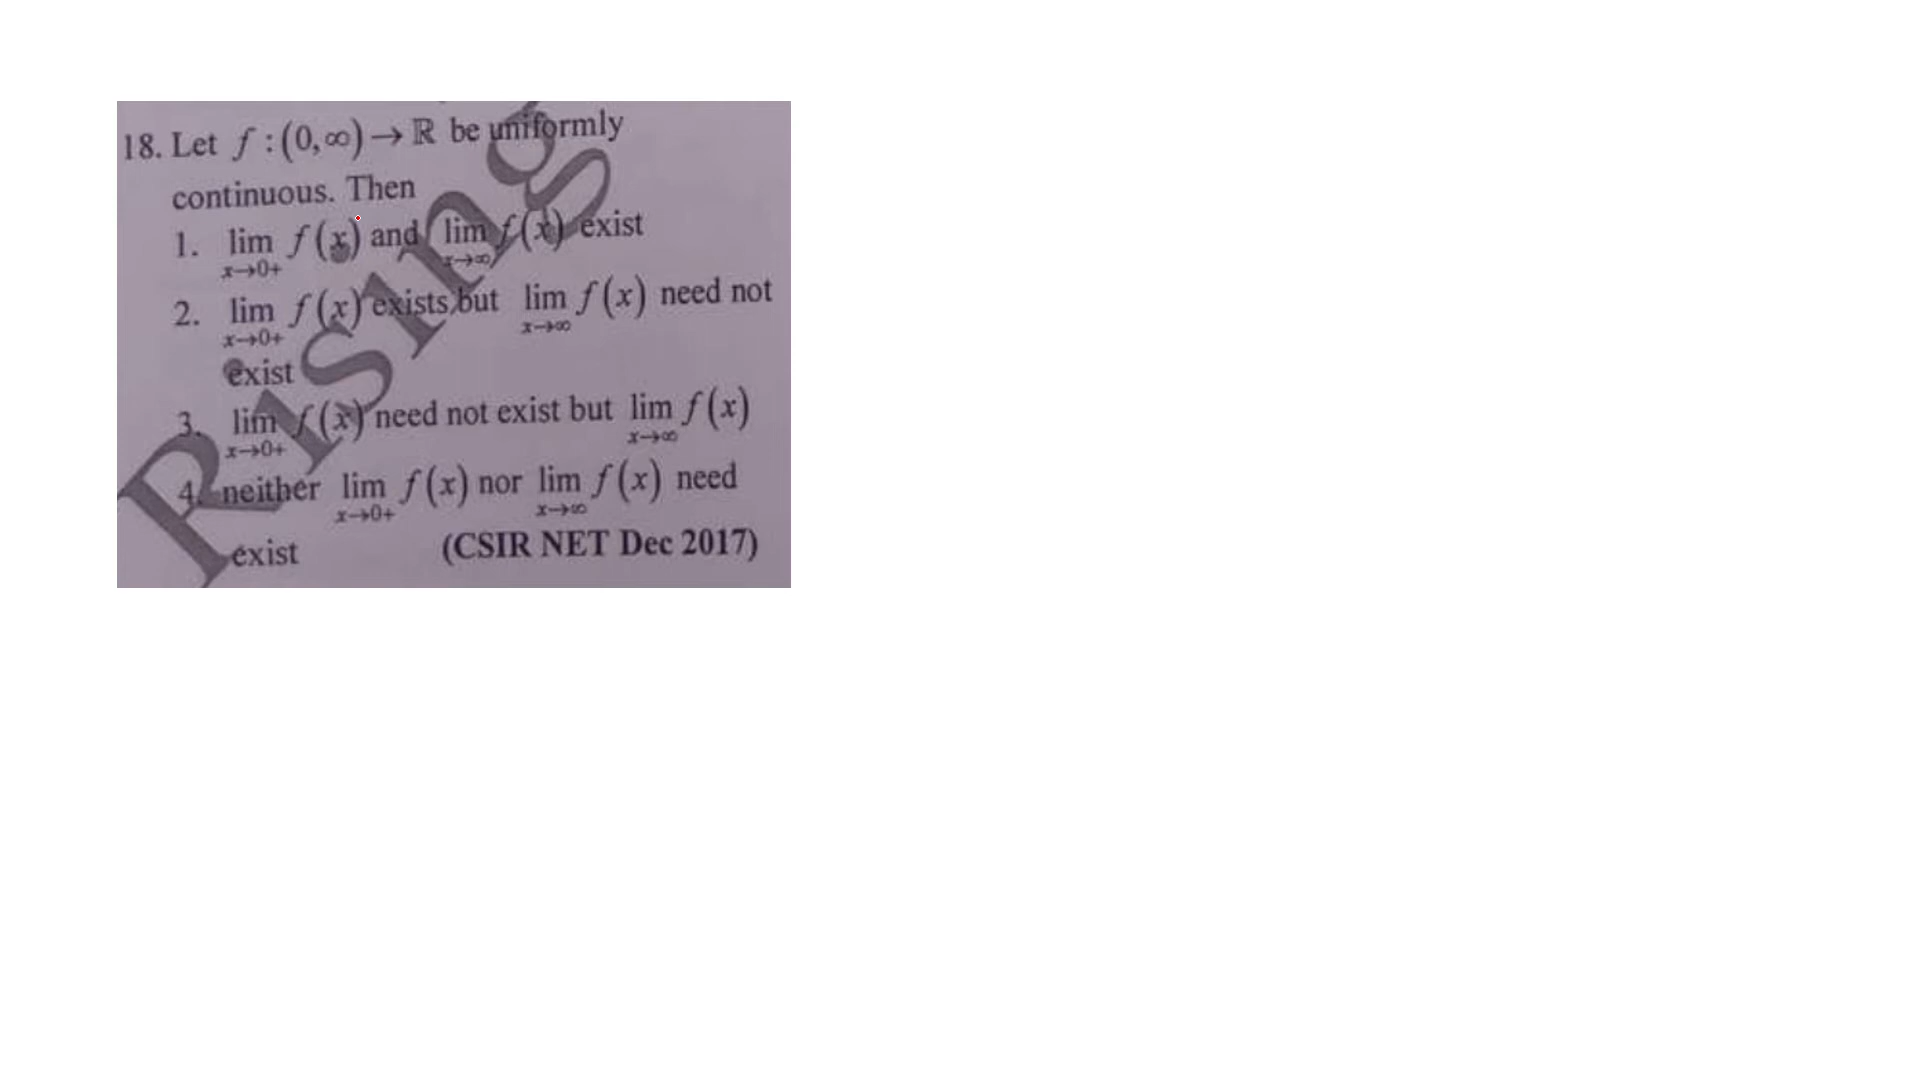 18. Let f : (0, ∞) → ℝ be uniformly
continuous. Then
1. lim f(x) and lim f(x) exist
x→0+ x→∞
2. lim f(x) exists but lim f(x) need not
x→0+ x→∞
exist
3. lim f(x) need not exist but lim f(x)
x→0+ x→∞
4. neither lim f(x) nor lim f(x) need
x→0+ x→∞
exist (CSIR NET Dec 2017)
Rising